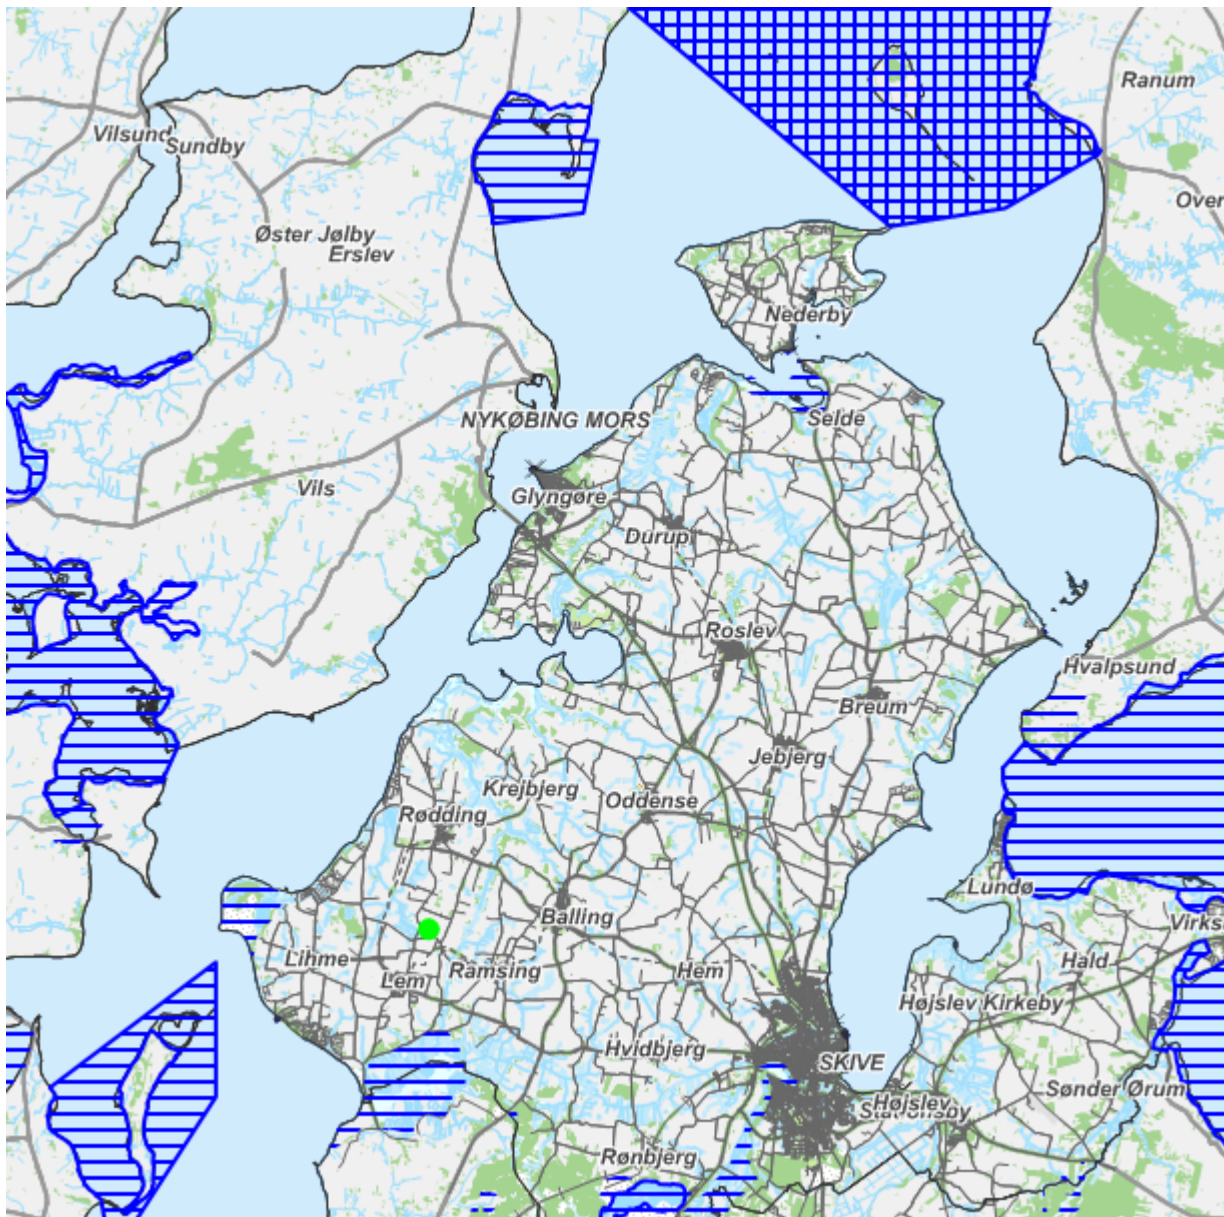 Ranum
Vilsund
Sundby
Over
Øster Jølby
Erslev
Nederby
NYKØBING MORS
Selde
Vils
Glyngøre
Durup
Roslev
Hvalpsund
Breum
Jebjerg
Krejbjerg
Oddense
Rødding
Lundø
Balling
Virks
Lihme
Ramsing
Hem
Hald
Lem
Højslev Kirkeby
Hvidbjerg
SKIVE
Sønder Ørum
Højslev
Rønbjerg